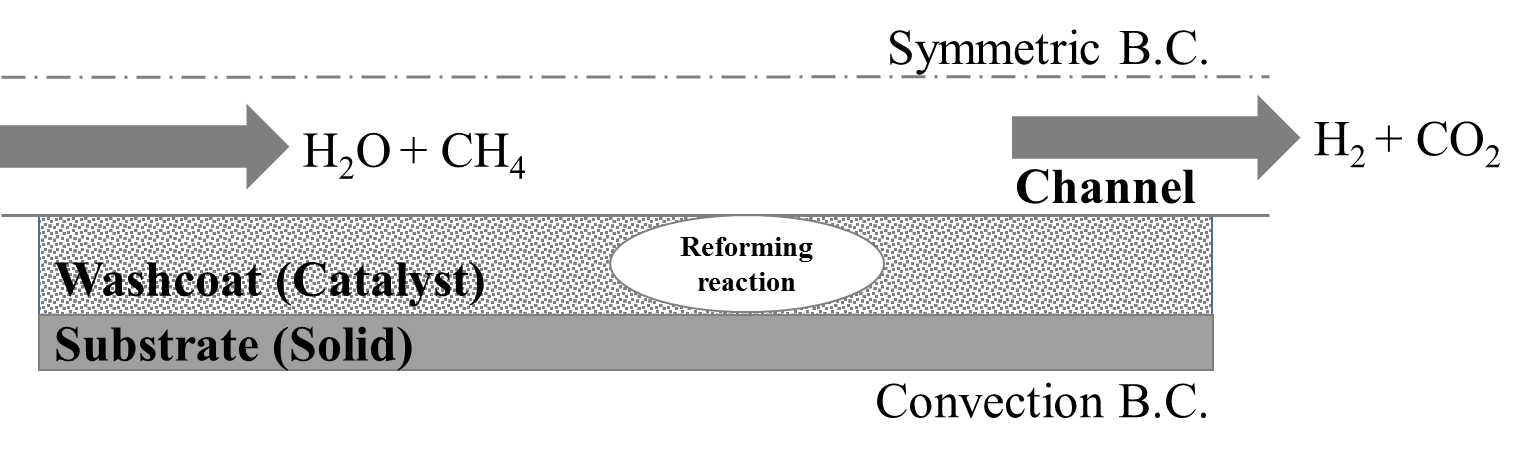 Symmetric B.C.
H₂O + CH₄
H₂ + CO₂
Channel
Reforming
reaction
Washcoat (Catalyst)
Substrate (Solid)
Convection B.C.